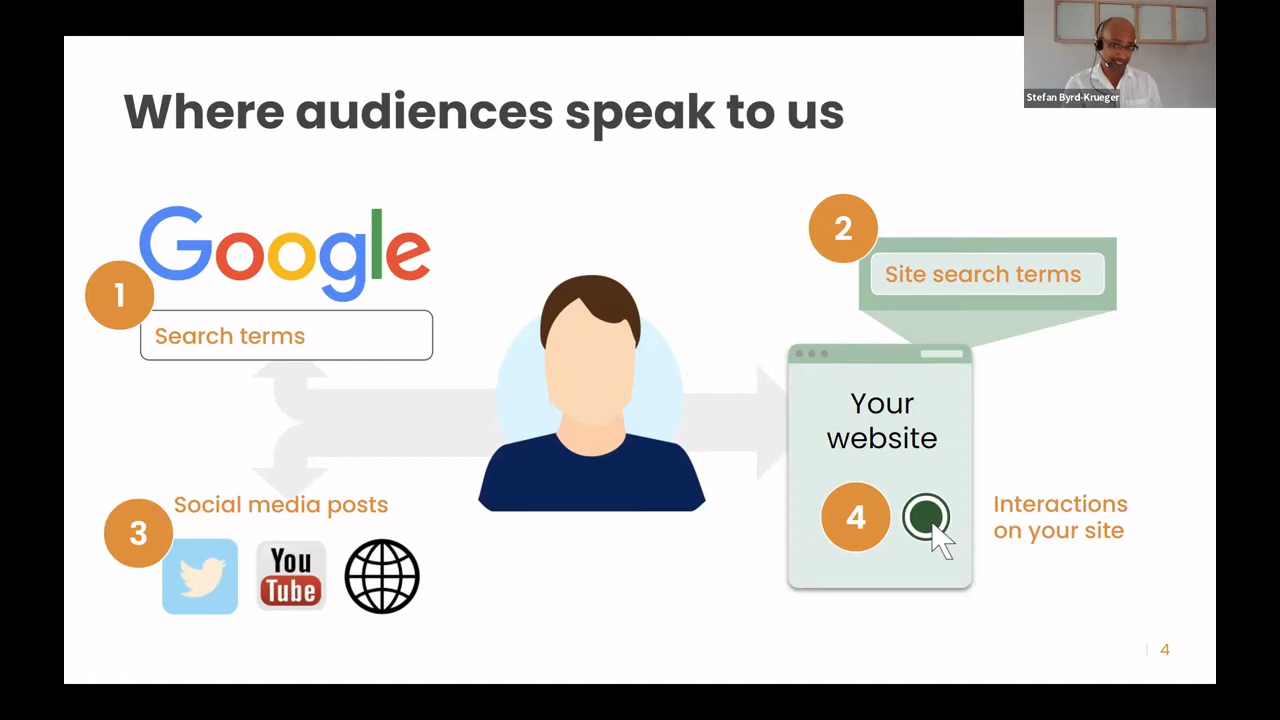 Stefan Byrd-Krueger
Where audiences speak to us
Google
1
Search terms
2
Site search terms
Your
website
4
Interactions
on your site
Social media posts
3
You
Tube
4